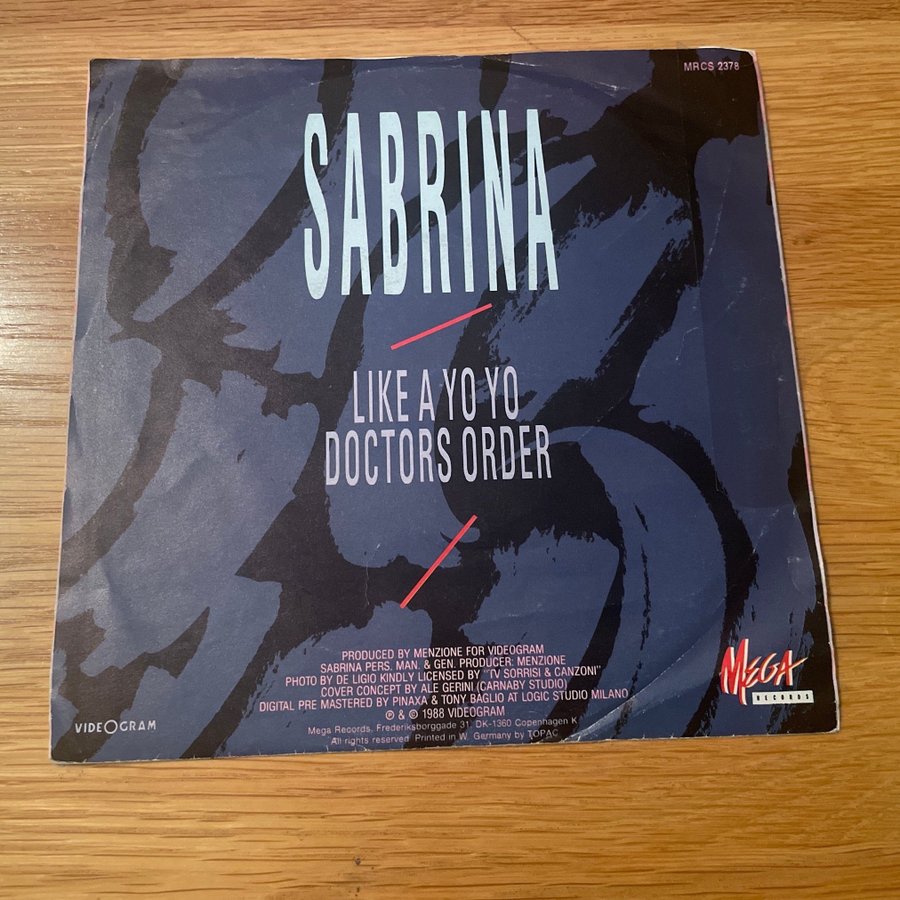 MRCS 2378
SABRINA
LIKE A YO YO
DOCTORS ORDER
PRODUCED BY MENZIONE FOR VIDEOGRAM
SABRINA PERS. MAN. & GEN. PRODUCER: MENZIONE
PHOTO BY DE LIGIO KINDLY LICENSED BY "TV SORRISI & CANZONI"
COVER CONCEPT BY ALE GERINI (CARNABY STUDIO)
DIGITAL PRE MASTERED BY PINAXA & TONY BAGLIO AT LOGIC STUDIO MILANO
℗ & © 1988 VIDEOGRAM
Mega Records, Frederiksborggade 31, DK-1360 Copenhagen K
All rights reserved Printed in W. Germany by TOPAC
VIDEOGRAM
MEGA
RECORDS